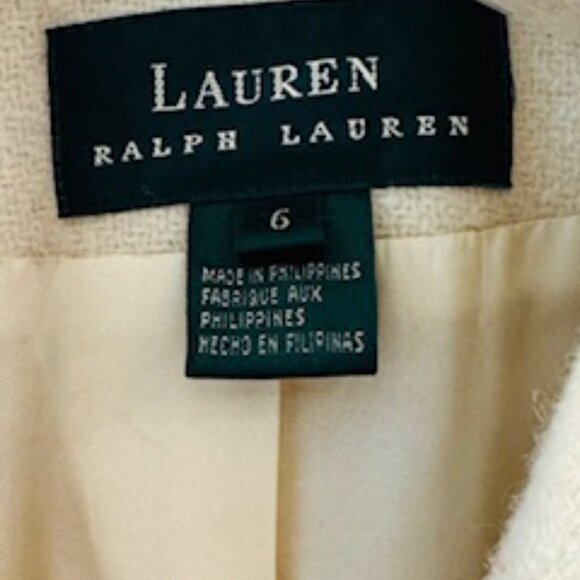 LAUREN
RALPH LAUREN
6
MADE IN PHILIPPINES
FABRIQUE AUX
PHILIPPINES
HECHO EN FILIPINAS